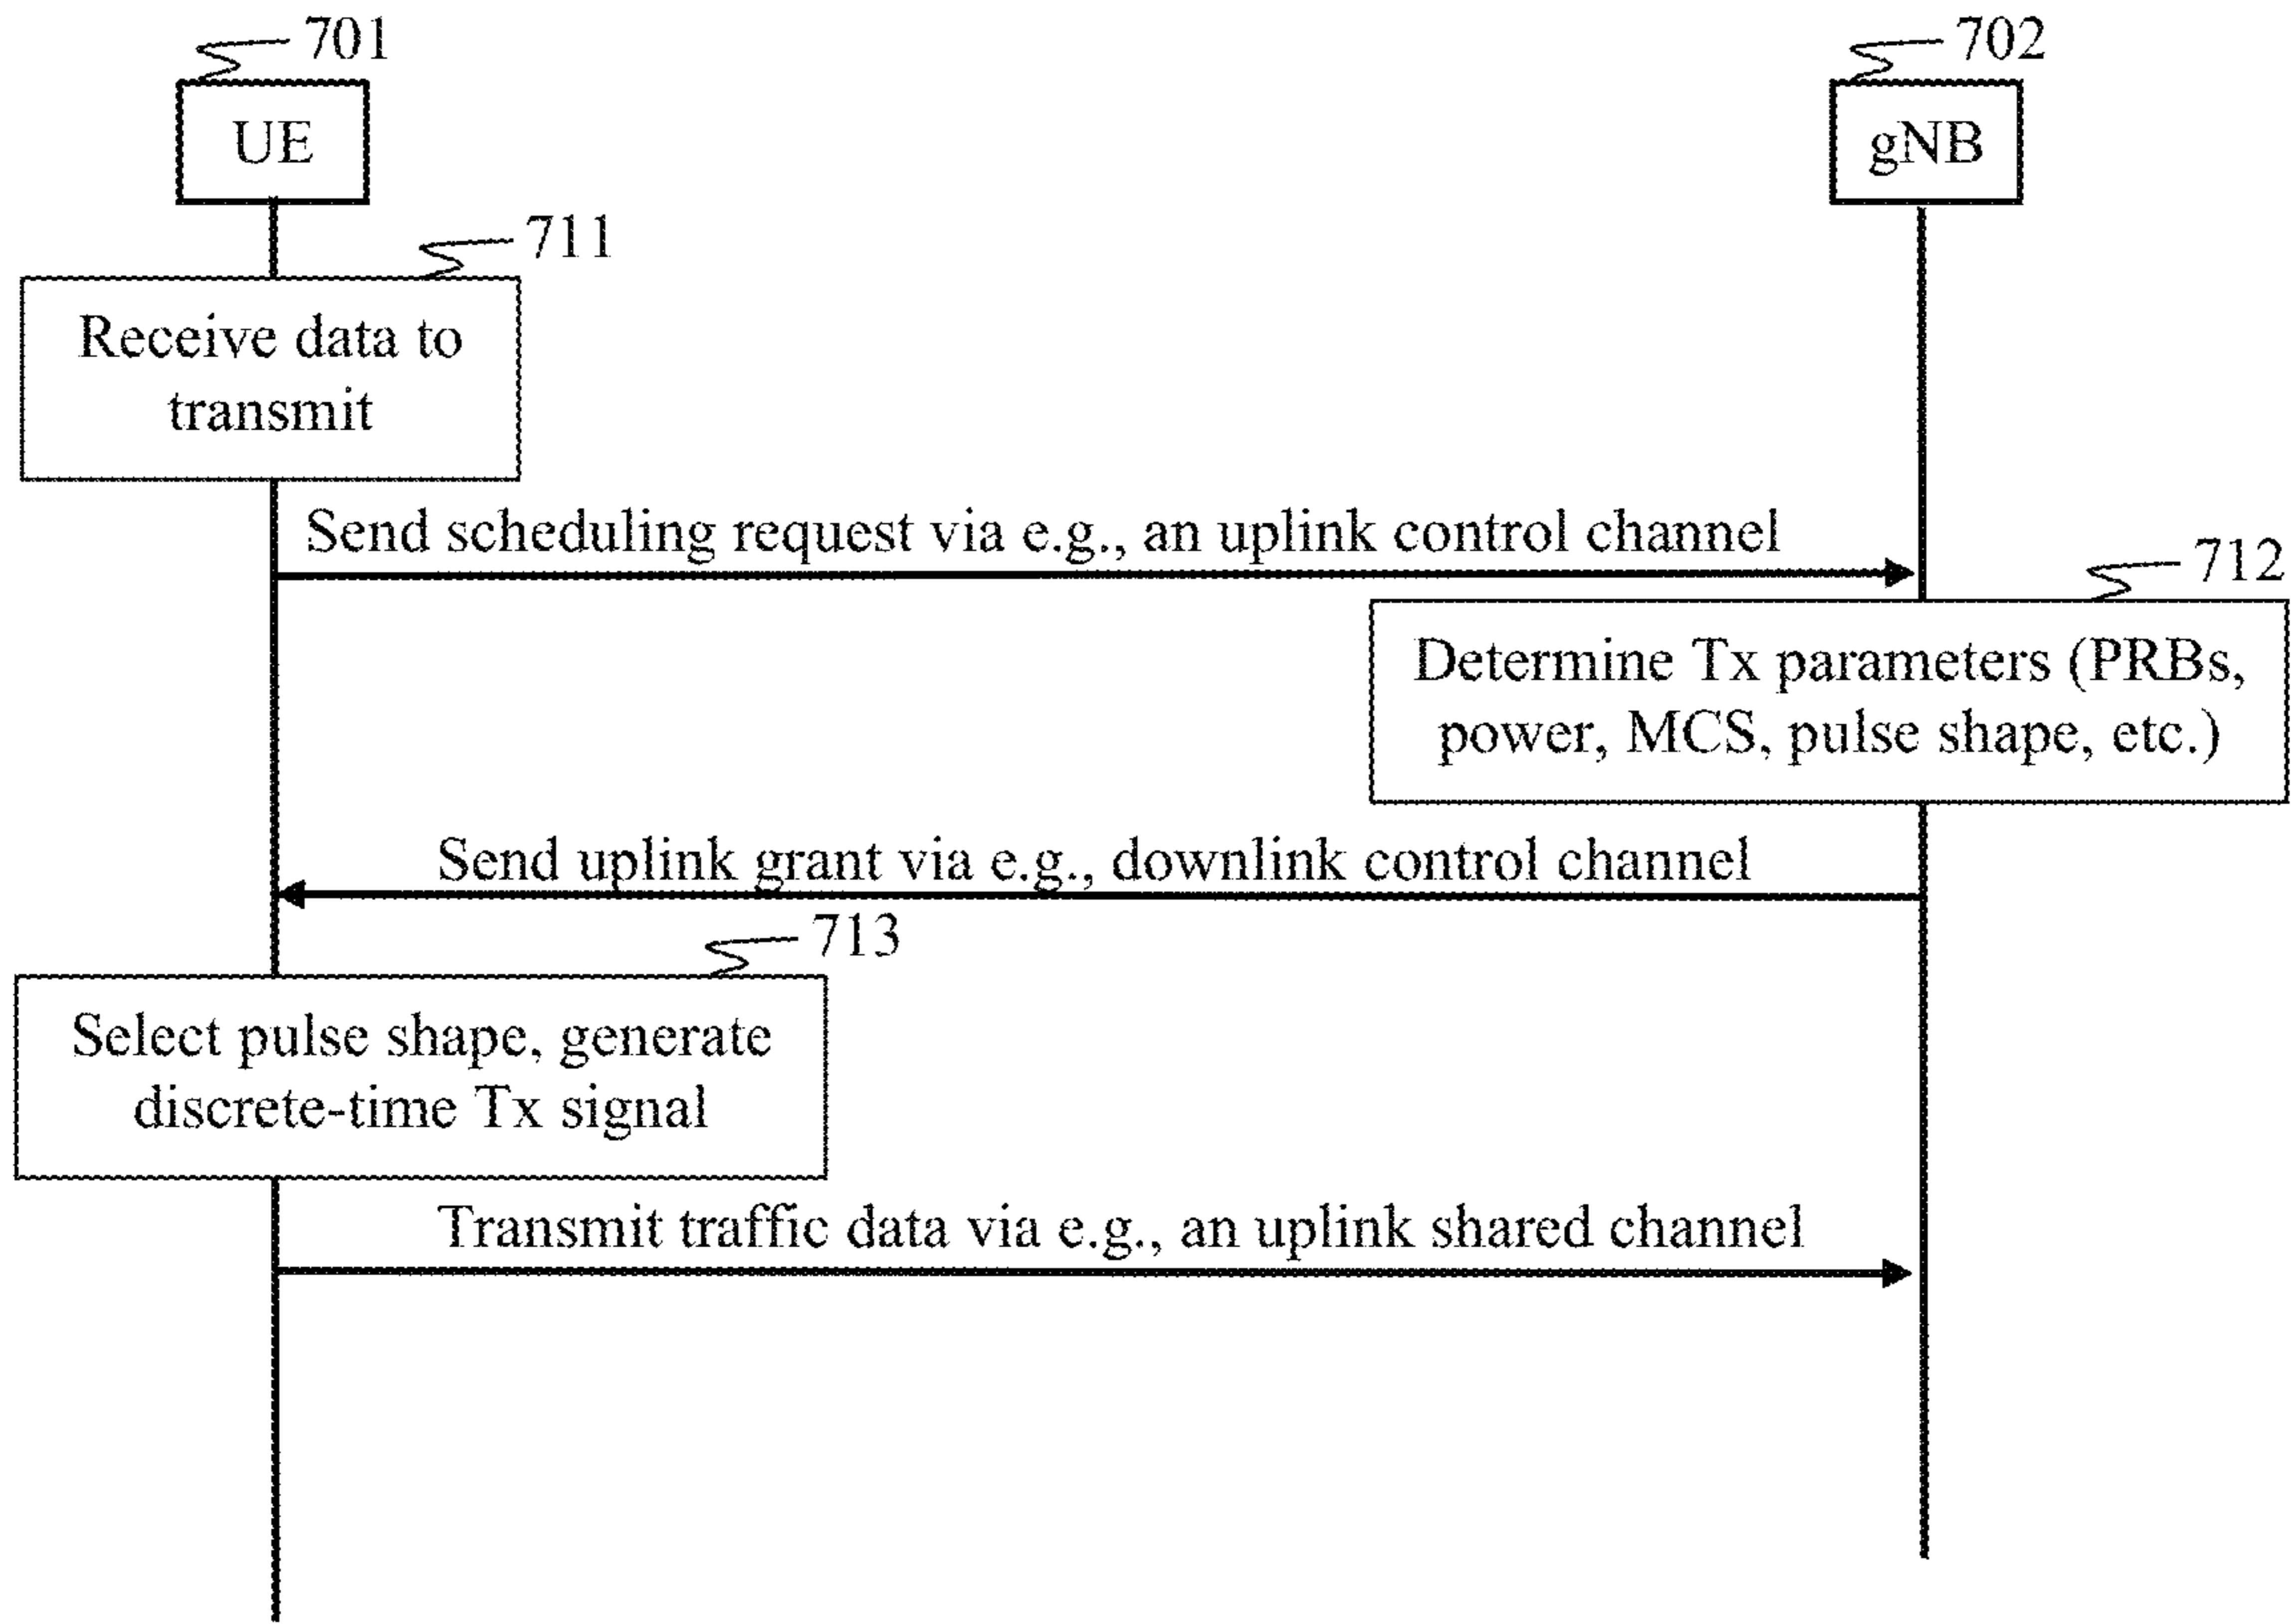 701
702
UE
gNB
711
Receive data to
transmit
Send scheduling request via e.g., an uplink control channel
712
Determine Tx parameters (PRBs,
power, MCS, pulse shape, etc.)
Send uplink grant via e.g., downlink control channel
713
Select pulse shape, generate
discrete-time Tx signal
Transmit traffic data via e.g., an uplink shared channel